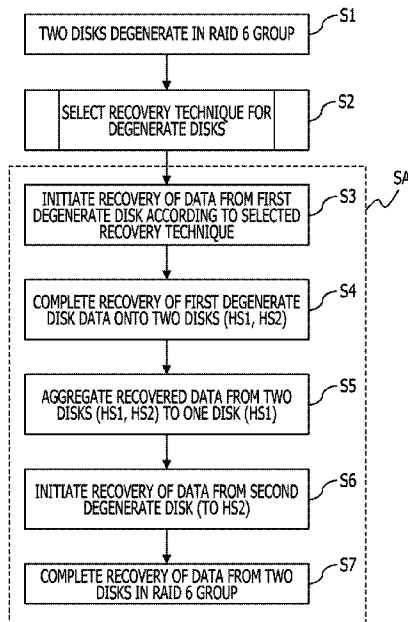 S1
TWO DISKS DEGENERATE IN RAID 6 GROUP
S2
SELECT RECOVERY TECHNIQUE FOR
DEGENERATE DISKS
SA
S3
INITIATE RECOVERY OF DATA FROM FIRST
DEGENERATE DISK ACCORDING TO SELECTED
RECOVERY TECHNIQUE
S4
COMPLETE RECOVERY OF FIRST DEGENERATE
DISK DATA ONTO TWO DISKS (HS1, HS2)
S5
AGGREGATE RECOVERED DATA FROM TWO
DISKS (HS1, HS2) TO ONE DISK (HS1)
S6
INITIATE RECOVERY OF DATA FROM SECOND
DEGENERATE DISK (TO HS2)
S7
COMPLETE RECOVERY OF DATA FROM TWO
DISKS IN RAID 6 GROUP